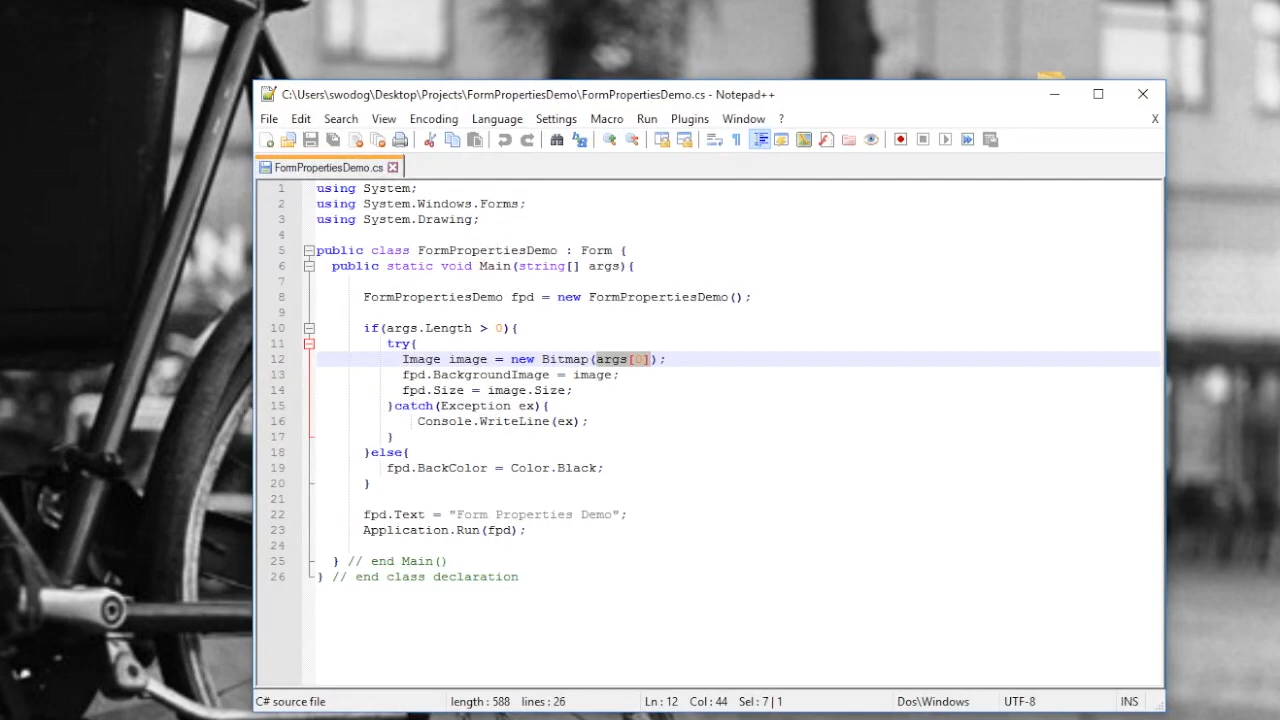 C:\Users\swodog\Desktop\Projects\FormPropertiesDemo\FormPropertiesDemo.cs - Notepad++
File Edit Search View Encoding Language Settings Macro Run Plugins Window ? X
FormPropertiesDemo.cs
1 using System;
2 using System.Windows.Forms;
3 using System.Drawing;
4
5 public class FormPropertiesDemo : Form {
6 public static void Main(string[] args){
7
8 FormPropertiesDemo fpd = new FormPropertiesDemo();
9
10 if(args.Length > 0){
11 try{
12 Image image = new Bitmap(args[0]);
13 fpd.BackgroundImage = image;
14 fpd.Size = image.Size;
15 }catch(Exception ex){
16 Console.WriteLine(ex);
17 }
18 }else{
19 fpd.BackColor = Color.Black;
20 }
21
22 fpd.Text = "Form Properties Demo";
23 Application.Run(fpd);
24
25 } // end Main()
26 } // end class declaration
C# source file length : 588 lines : 26 Ln : 12 Col : 44 Sel : 7 | 1 Dos\Windows UTF-8 INS